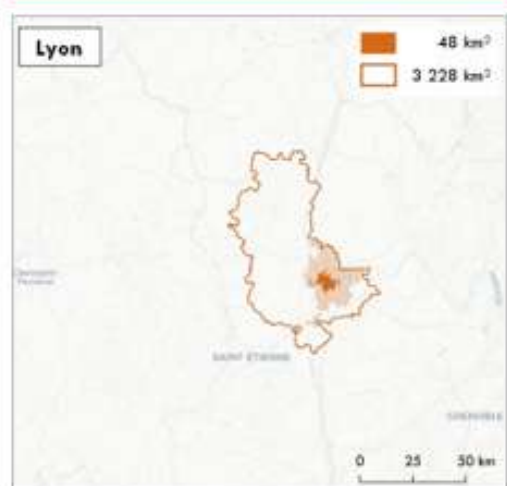 Lyon
48 km²
3 228 km²
SAINT ETIENNE
GRENOBLE
0 25 50 km